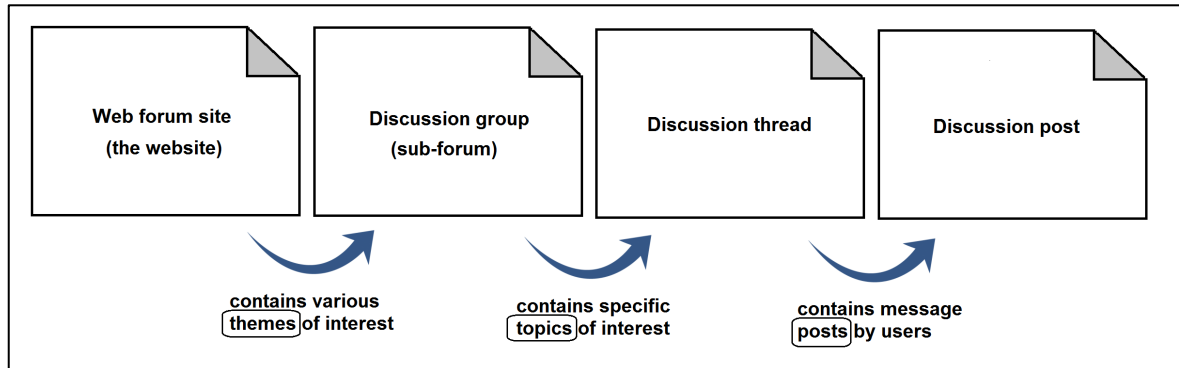 Web forum site
(the website)
Discussion group
(sub-forum)
Discussion thread
Discussion post
contains various
themes of interest
contains specific
topics of interest
contains message
posts by users